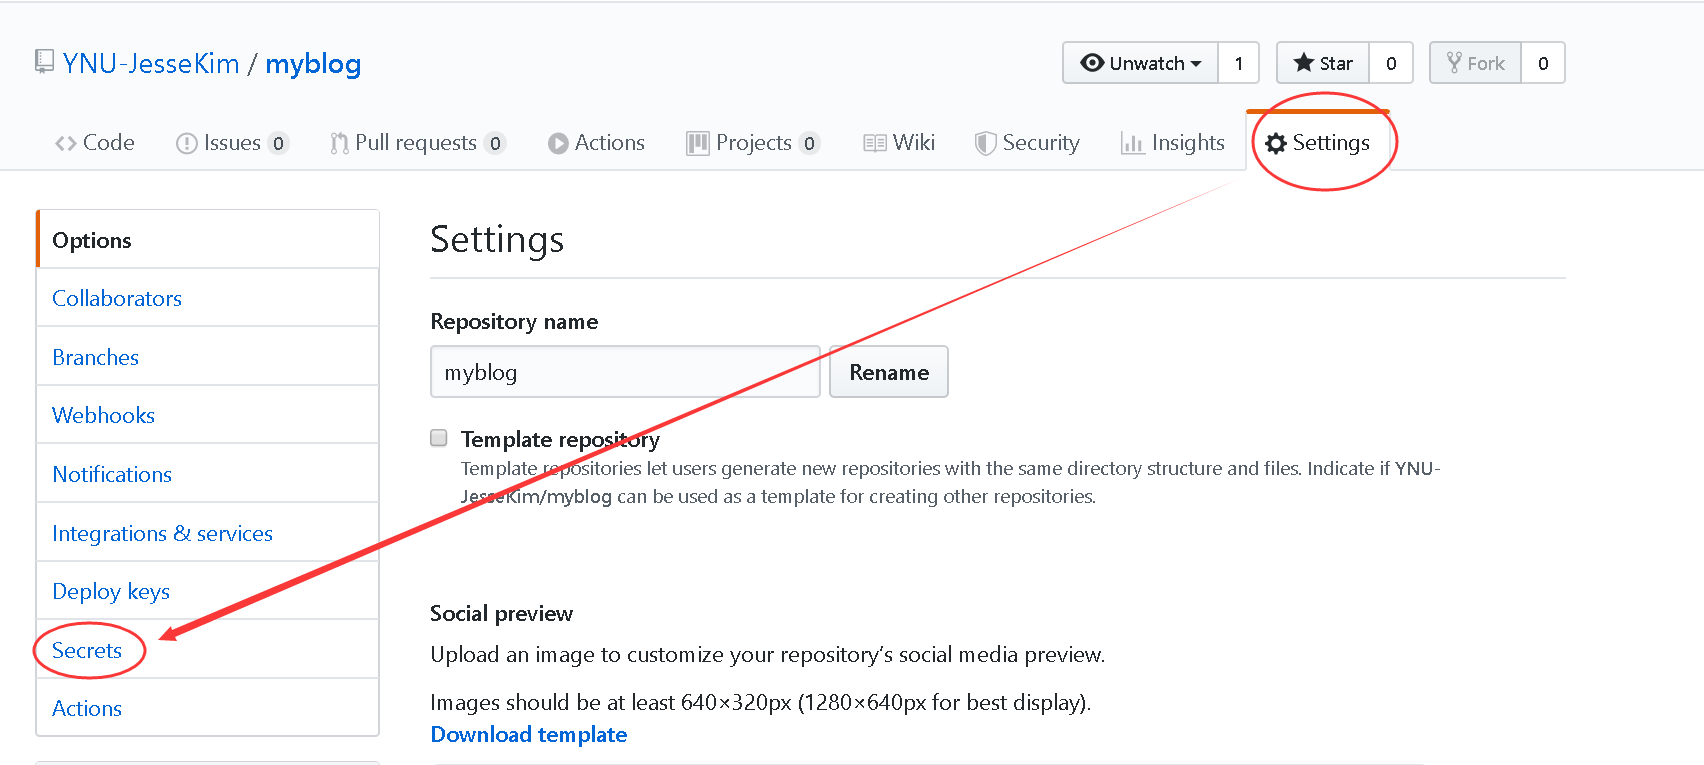 YNU-JesseKim / myblog
Unwatch 1 Star 0 Fork 0
Code Issues 0 Pull requests 0 Actions Projects 0 Wiki Security Insights Settings
Options
Collaborators
Branches
Webhooks
Notifications
Integrations & services
Deploy keys
Secrets
Actions
Settings
Repository name
myblog Rename
Template repository
Template repositories let users generate new repositories with the same directory structure and files. Indicate if YNU-
JesseKim/myblog can be used as a template for creating other repositories.
Social preview
Upload an image to customize your repository’s social media preview.
Images should be at least 640×320px (1280×640px for best display).
Download template